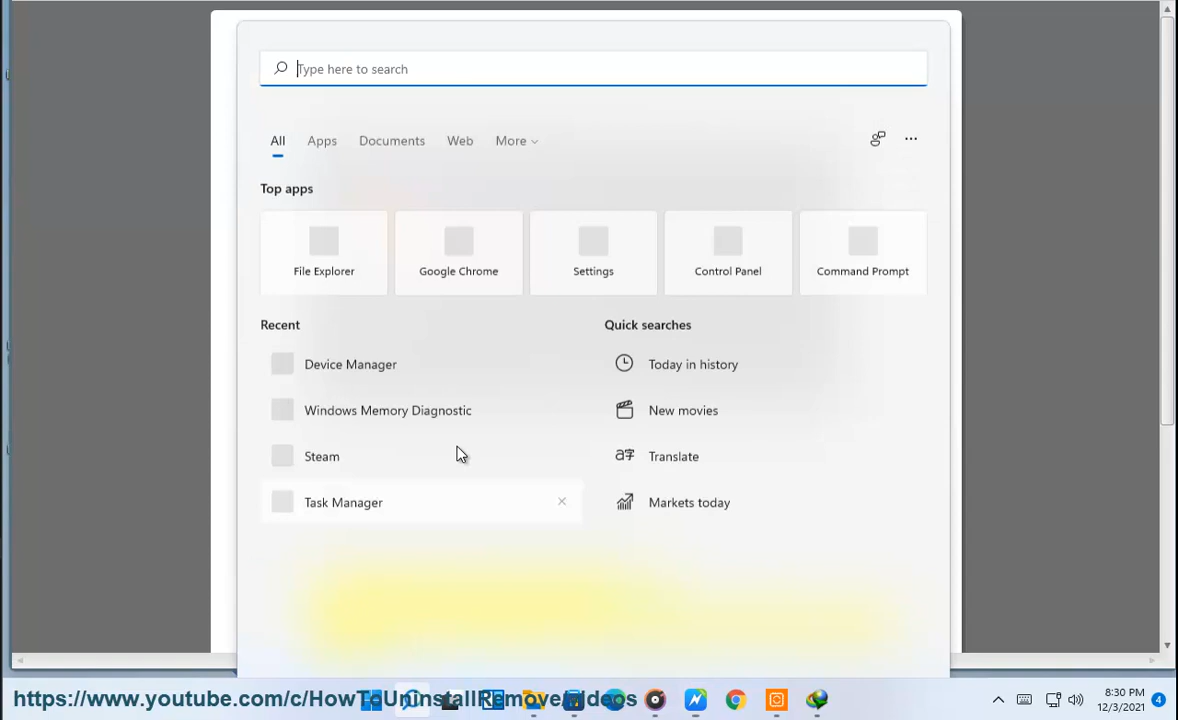 Type here to search
All Apps Documents Web More
Top apps
File Explorer Google Chrome Settings Control Panel Command Prompt
Recent Quick searches
Device Manager Today in history
Windows Memory Diagnostic New movies
Steam Translate
Task Manager Markets today
https://www.youtube.com/c/HowToUninstallRemove/videos
8:30 PM
12/3/2021
4